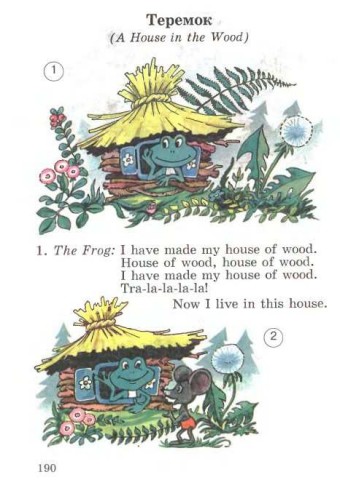 Теремок
(A House in the Wood)
1
1. The Frog: I have made my house of wood.
House of wood, house of wood.
I have made my house of wood.
Tra-la-la-la-la!
Now I live in this house.
2
190